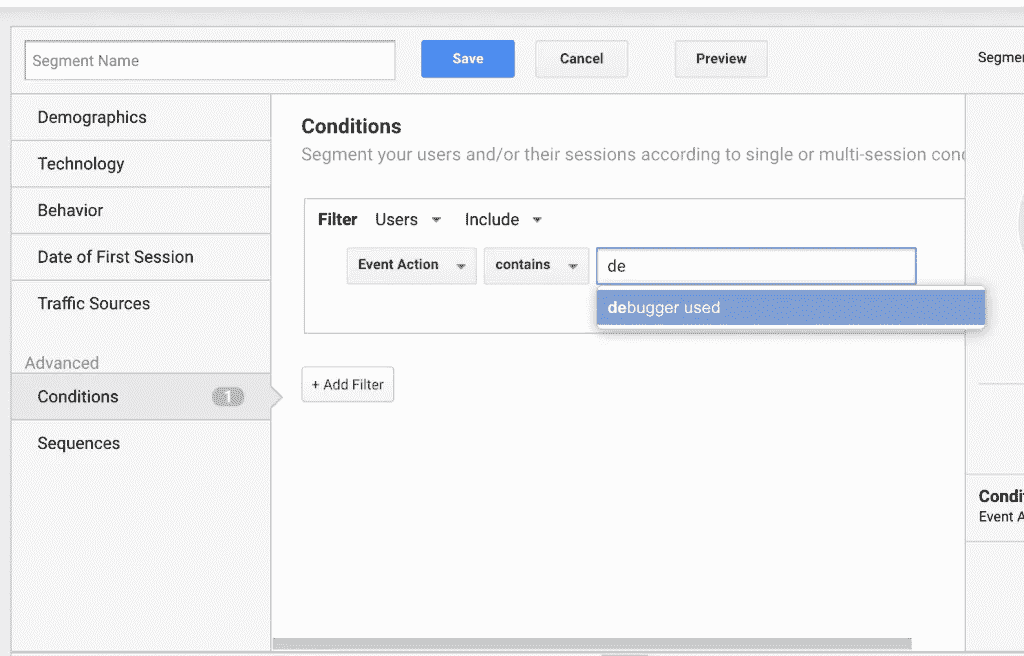 Segment Name
Save
Cancel
Preview
Segmen
Demographics
Technology
Behavior
Date of First Session
Traffic Sources
Advanced
Conditions 1
Sequences
Conditions
Segment your users and/or their sessions according to single or multi-session cond
Filter Users Include
Event Action contains de
debugger used
+ Add Filter
Condit
Event A